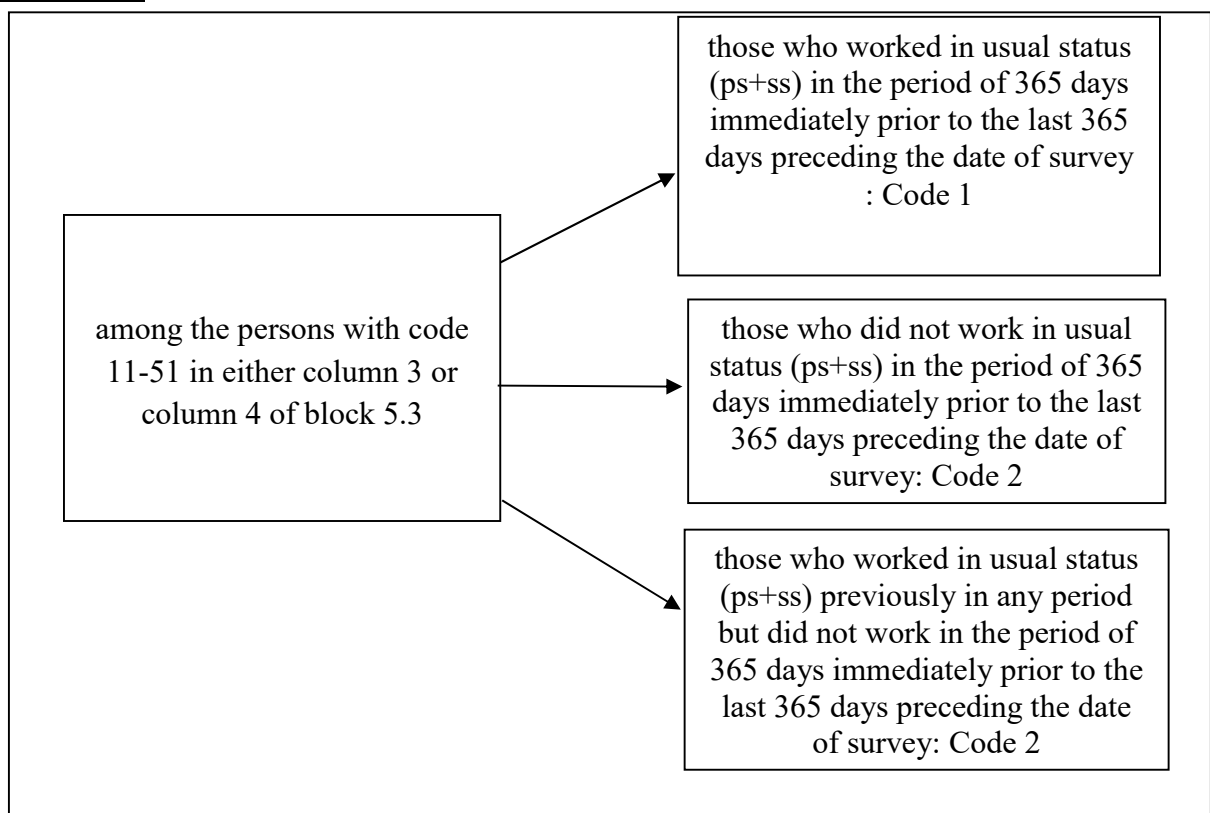 those who worked in usual status
(ps+ss) in the period of 365 days
immediately prior to the last 365
days preceding the date of survey
: Code 1
among the persons with code
11-51 in either column 3 or
column 4 of block 5.3
those who did not work in usual
status (ps+ss) in the period of 365
days immediately prior to the last
365 days preceding the date of
survey: Code 2
those who worked in usual status
(ps+ss) previously in any period
but did not work in the period of
365 days immediately prior to the
last 365 days preceding the date
of survey: Code 2